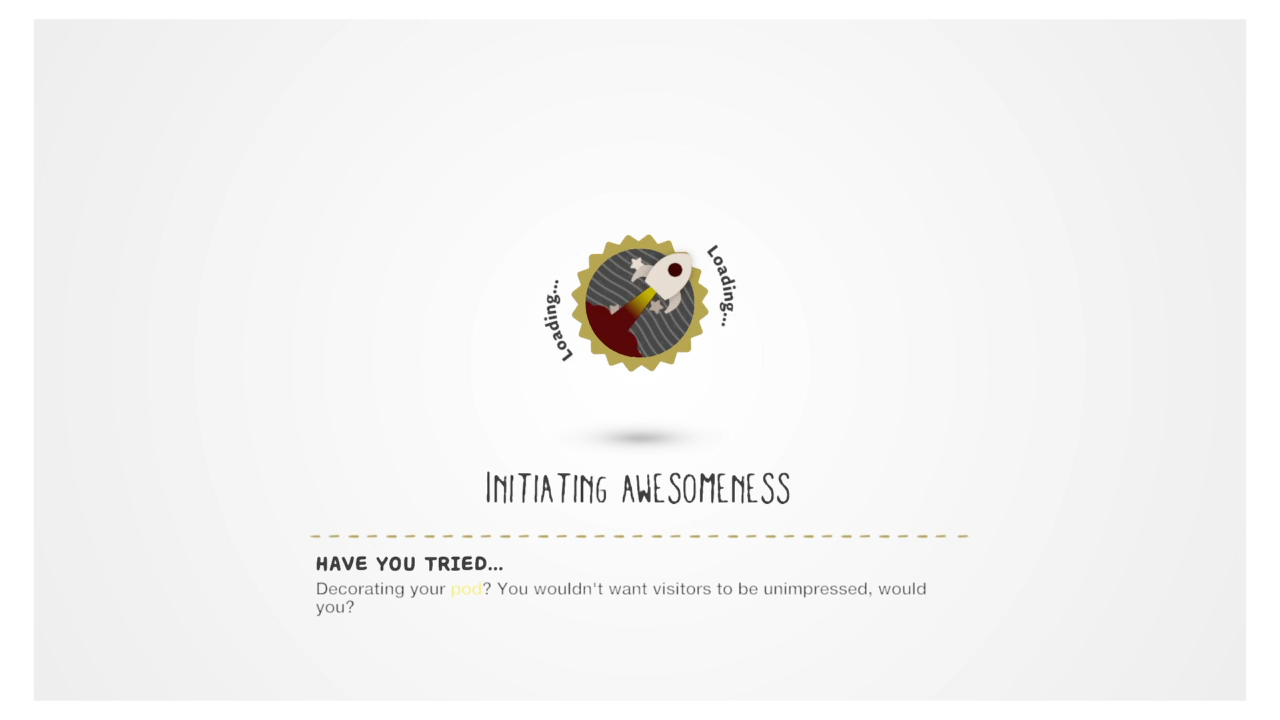 Loading...
Loading...
INITIATING AWESOMENESS
HAVE YOU TRIED...
Decorating your pod? You wouldn't want visitors to be unimpressed, would
you?